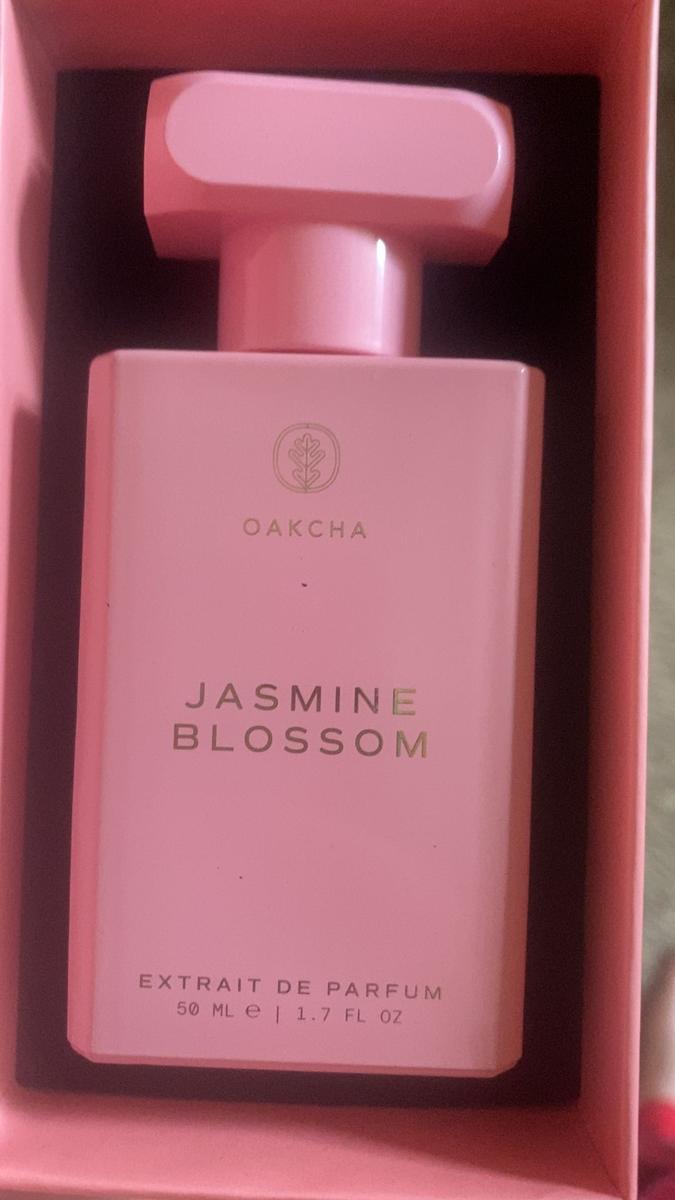 OAKCHA
JASMINE
BLOSSOM
EXTRAIT DE PARFUM
50 ML ℮ | 1.7 FL OZ